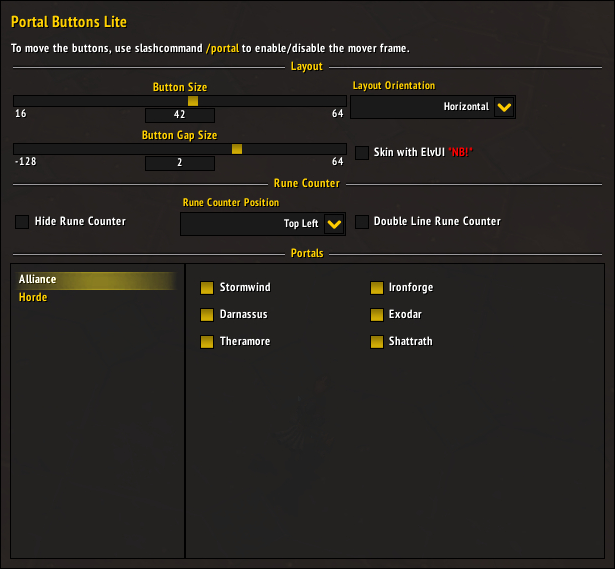 Portal Buttons Lite
To move the buttons, use slashcommand /portal to enable/disable the mover frame.
Layout
Button Size
Layout Orientation
16 42 64
Horizontal
Button Gap Size
-128 2 64
Skin with ElvUI *NB!*
Rune Counter
Rune Counter Position
Hide Rune Counter
Top Left
Double Line Rune Counter
Portals
Alliance
Horde
Stormwind
Ironforge
Darnassus
Exodar
Theramore
Shattrath